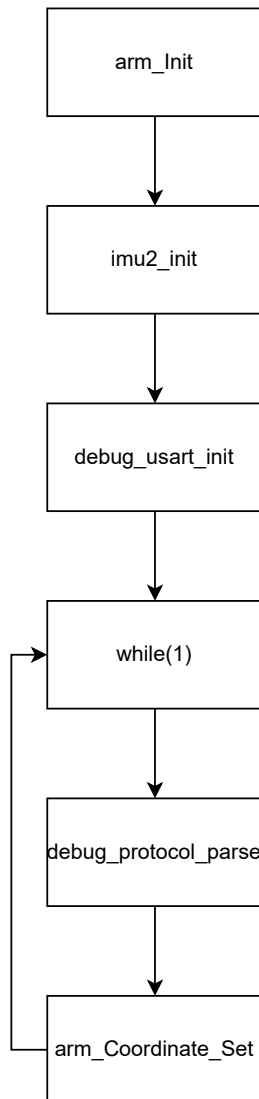 arm_Init
imu2_init
debug_usart_init
while(1)
debug_protocol_parse
arm_Coordinate_Set